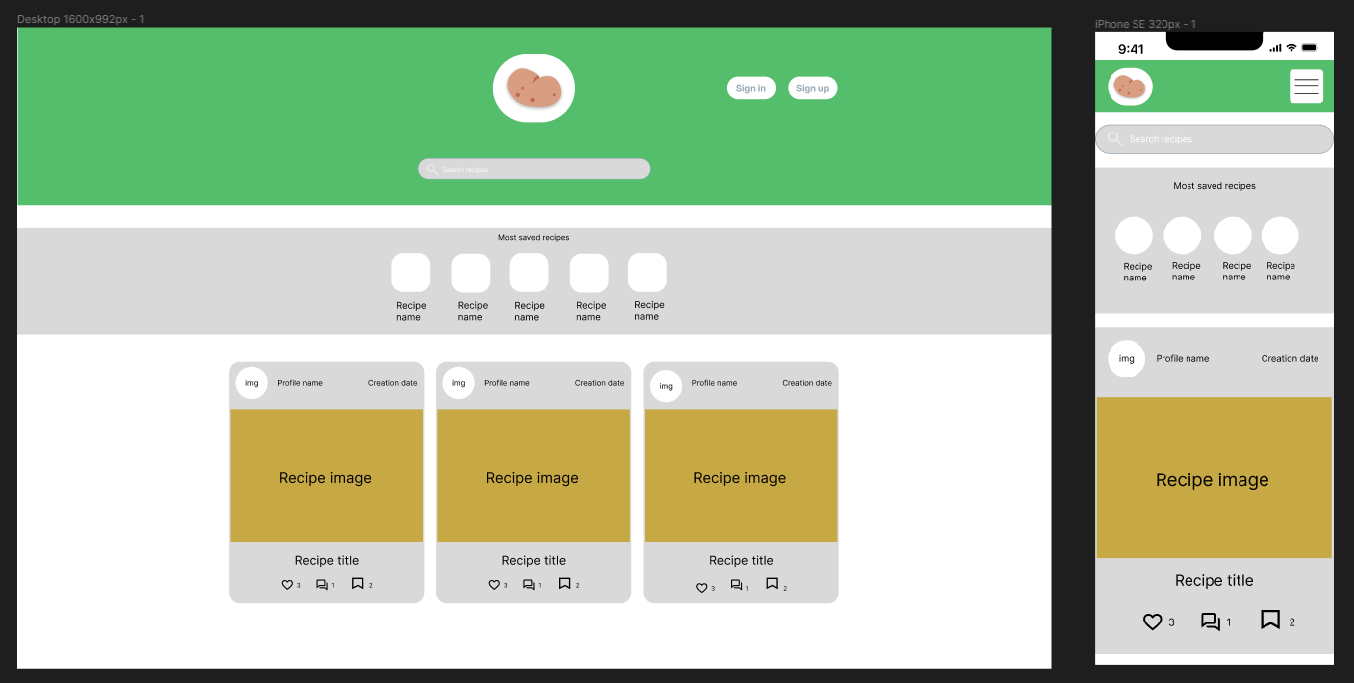 Desktop 1600x992px - 1
Sign in
Sign up
Search recipes
Most saved recipes
Recipe
name
Recipe
name
Recipe
name
Recipe
name
Recipe
name
img
Profile name
Creation date
Recipe image
Recipe title
3
1
2
img
Profile name
Creation date
Recipe image
Recipe title
3
1
2
img
Profile name
Creation date
Recipe image
Recipe title
3
1
2
iPhone SE 320px - 1
9:41
Search recipes
Most saved recipes
Recipe
name
Recipe
name
Recipe
name
Recipe
name
img
Profile name
Creation date
Recipe image
Recipe title
3
1
2